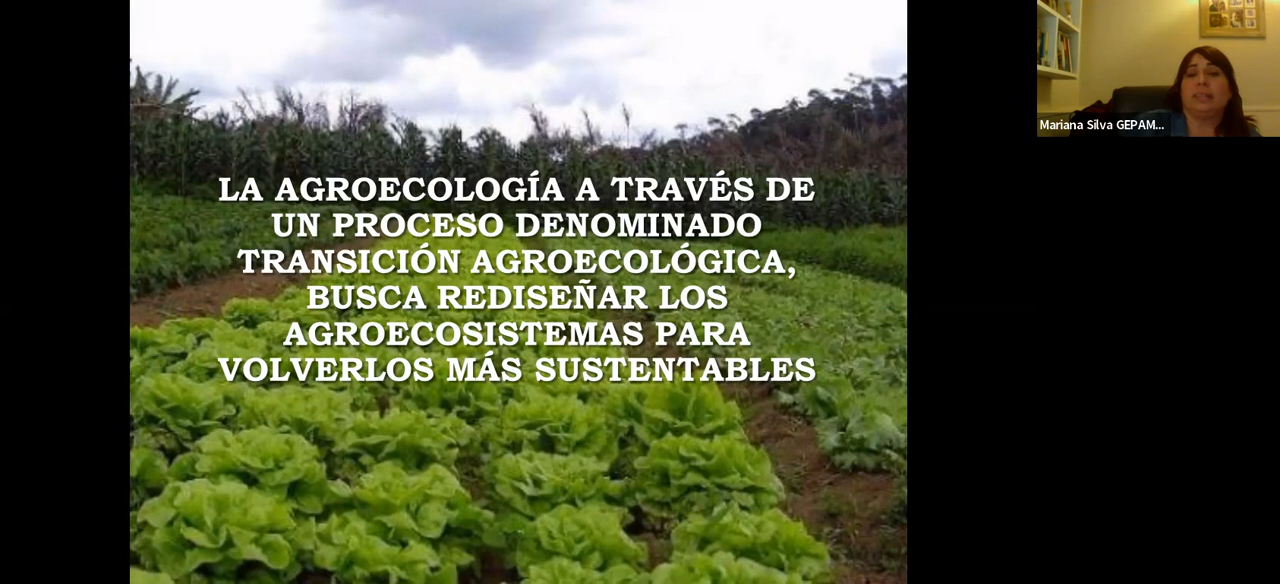 LA AGROECOLOGÍA A TRAVÉS DE
UN PROCESO DENOMINADO
TRANSICIÓN AGROECOLÓGICA,
BUSCA REDISEÑAR LOS
AGROECOSISTEMAS PARA
VOLVERLOS MÁS SUSTENTABLES
Mariana Silva GEPAM...